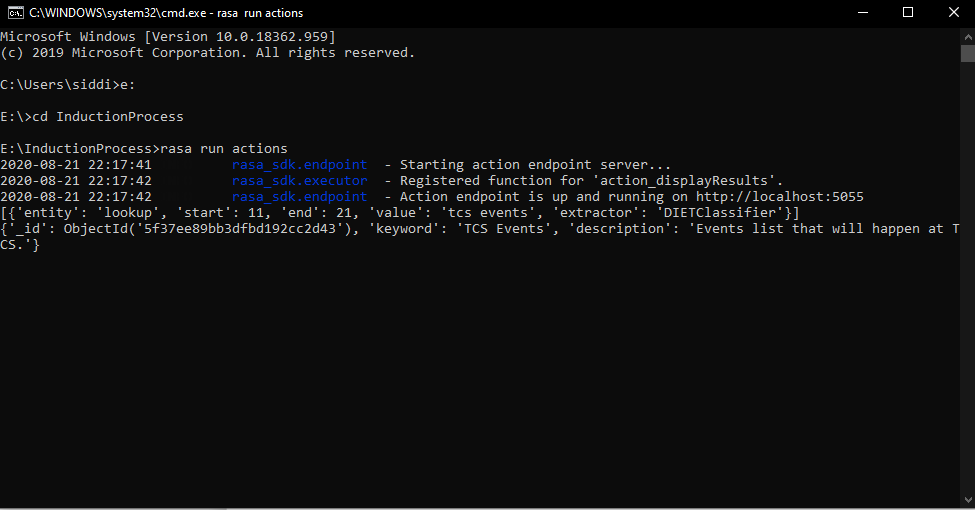 C:\WINDOWS\system32\cmd.exe - rasa  run actions
Microsoft Windows [Version 10.0.18362.959]
(c) 2019 Microsoft Corporation. All rights reserved.
C:\Users\siddi>e:
E:\>cd InductionProcess
E:\InductionProcess>rasa run actions
2020-08-21 22:17:41          rasa_sdk.endpoint  - Starting action endpoint server...
2020-08-21 22:17:42          rasa_sdk.executor  - Registered function for 'action_displayResults'.
2020-08-21 22:17:42          rasa_sdk.endpoint  - Action endpoint is up and running on http://localhost:5055
[{'entity': 'lookup', 'start': 11, 'end': 21, 'value': 'tcs events', 'extractor': 'DIETClassifier'}]
{'_id': ObjectId('5f37ee89bb3dfbd192cc2d43'), 'keyword': 'TCS Events', 'description': 'Events list that will happen at T
CS.'}